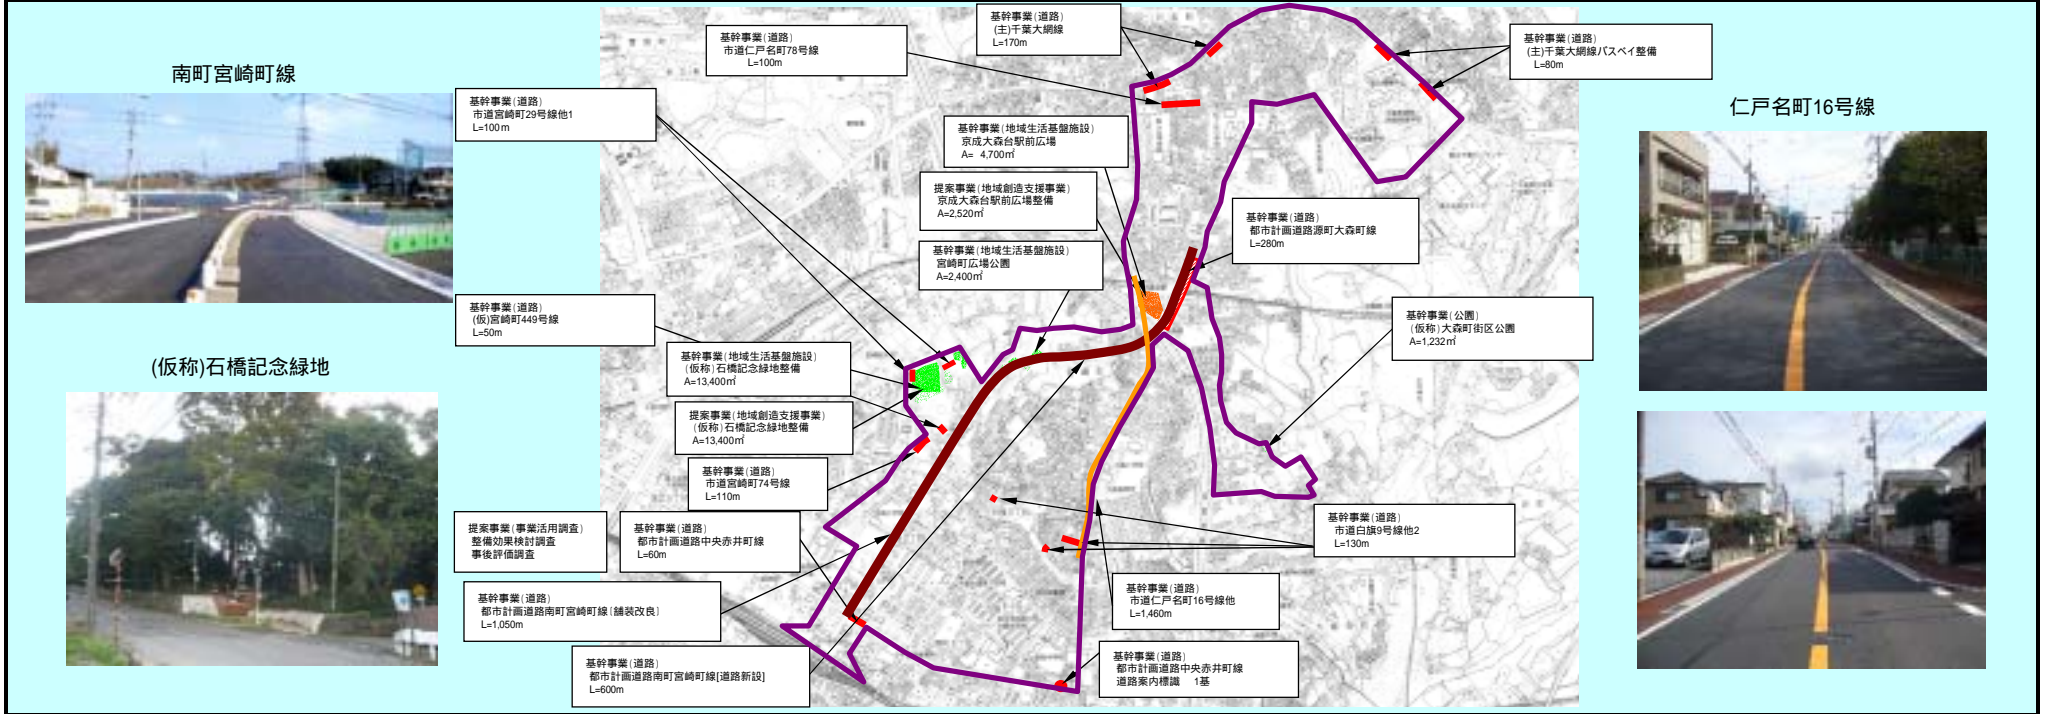 南町宮崎町線
(仮称)石橋記念緑地
基幹事業(道路)
市道仁戸名町78号線
L=100m
基幹事業(道路)
(主)千葉大網線
L=170m
基幹事業(道路)
(主)千葉大網線バスベイ整備
L=80m
仁戸名町16号線
基幹事業(道路)
市道宮崎町29号線他1
L=100m
基幹事業(地域生活基盤施設)
京成大森台駅前広場
A= 4,700㎡
提案事業(地域創造支援事業)
京成大森台駅前広場整備
A=2,520㎡
基幹事業(地域生活基盤施設)
宮崎町広場公園
A=2,400㎡
基幹事業(道路)
都市計画道路源町大森町線
L=280m
基幹事業(道路)
(仮)宮崎町449号線
L=50m
基幹事業(公園)
(仮称)大森町街区公園
A=1,232㎡
基幹事業(地域生活基盤施設)
(仮称)石橋記念緑地整備
A=13,400㎡
提案事業(地域創造支援事業)
(仮称)石橋記念緑地整備
A=13,400㎡
基幹事業(道路)
市道宮崎町74号線
L=110m
提案事業(事業活用調査)
整備効果検討調査
事後評価調査
基幹事業(道路)
都市計画道路中央赤井町線
L=60m
基幹事業(道路)
市道白旗9号線他2
L=130m
基幹事業(道路)
都市計画道路南町宮崎町線[舗装改良]
L=1,050m
基幹事業(道路)
市道仁戸名町16号線他
L=1,460m
基幹事業(道路)
都市計画道路南町宮崎町線[道路新設]
L=600m
基幹事業(道路)
都市計画道路中央赤井町線
道路案内標識 1基